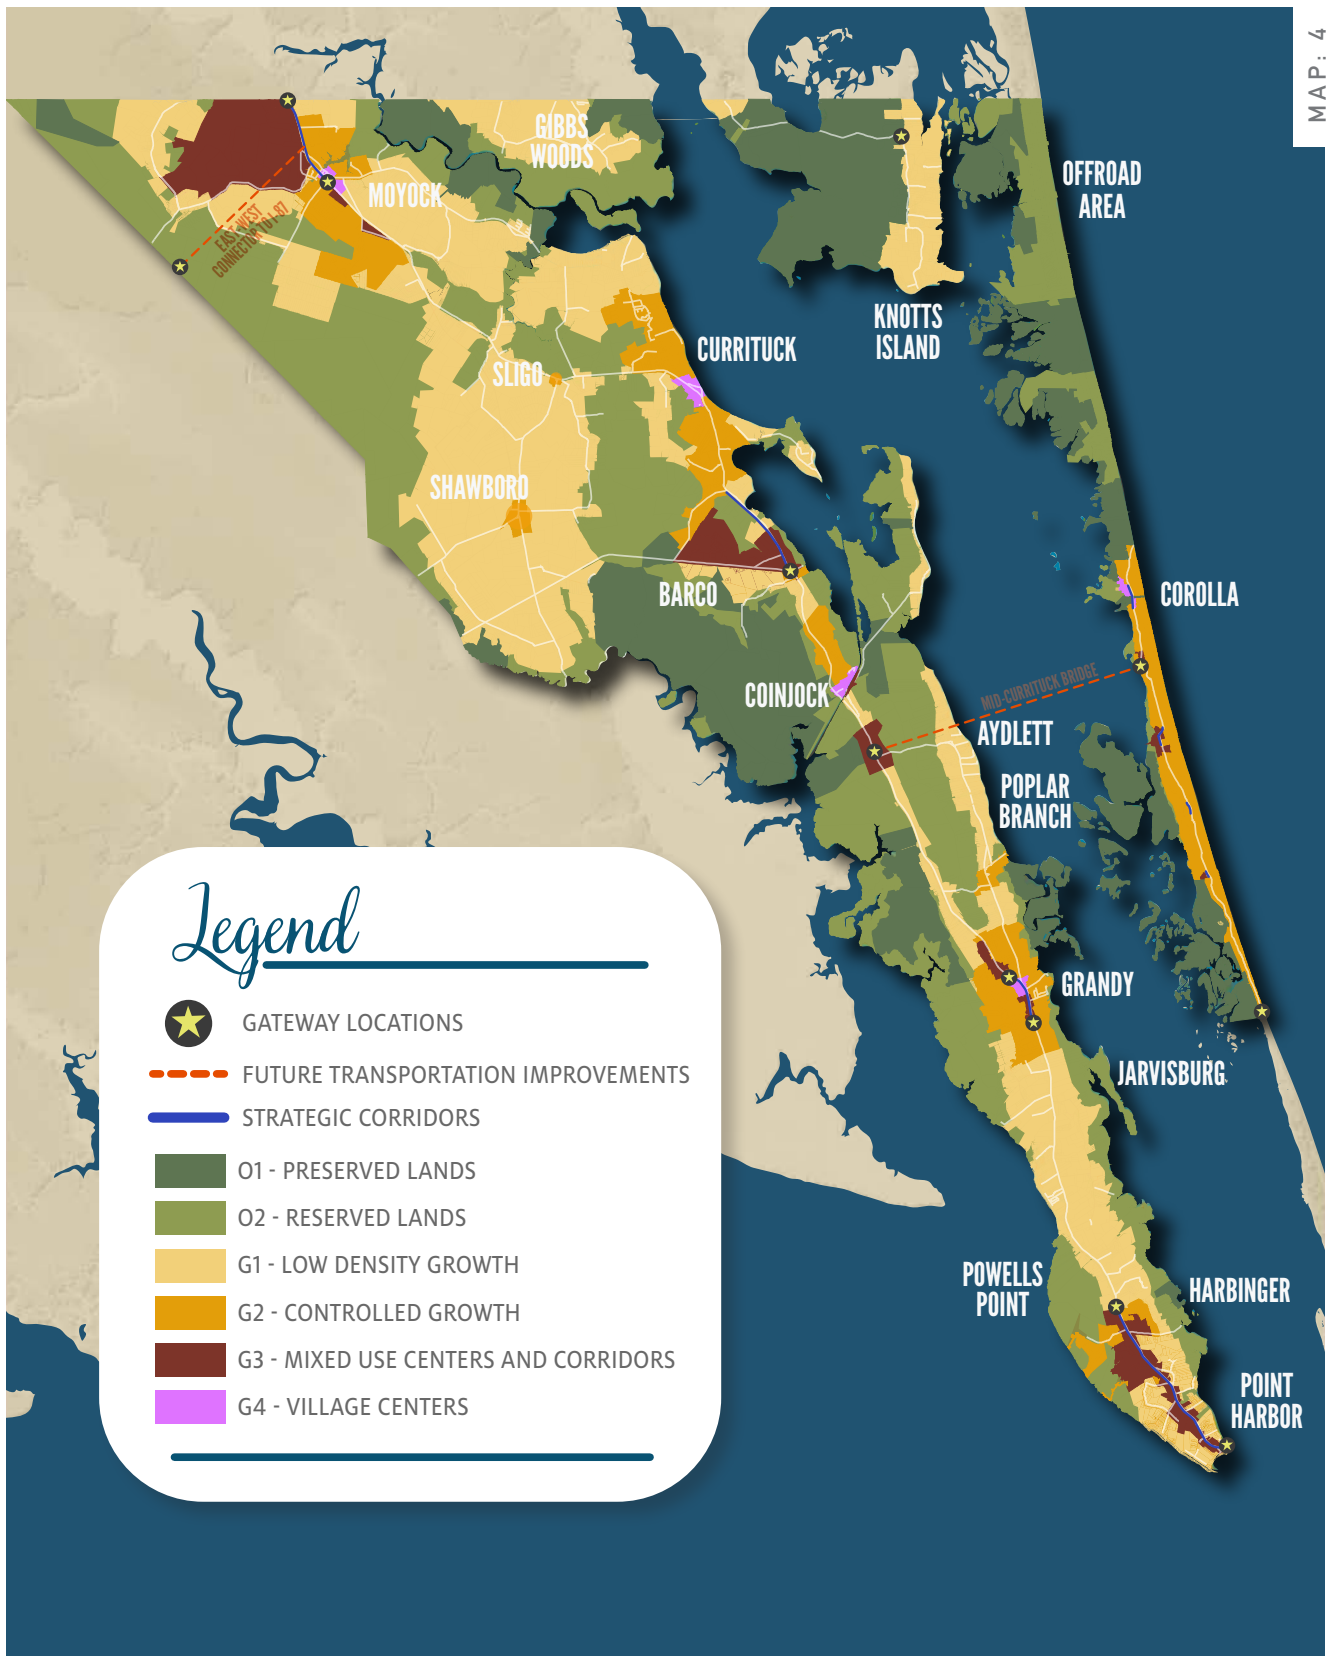 MAP: 4
GIBBS
WOODS
MOYOCK
OFFROAD
AREA
EAST-WEST
CONNECTOR TO I-87
KNOTTS
ISLAND
CURRITUCK
SLIGO
SHAWBORO
BARCO
COROLLA
COINJOCK
MID-CURRITUCK BRIDGE
AYDLETT
POPLAR
BRANCH
GRANDY
JARVISBURG
POWELLS
POINT
HARBINGER
POINT
HARBOR
Legend
GATEWAY LOCATIONS
FUTURE TRANSPORTATION IMPROVEMENTS
STRATEGIC CORRIDORS
O1 - PRESERVED LANDS
O2 - RESERVED LANDS
G1 - LOW DENSITY GROWTH
G2 - CONTROLLED GROWTH
G3 - MIXED USE CENTERS AND CORRIDORS
G4 - VILLAGE CENTERS